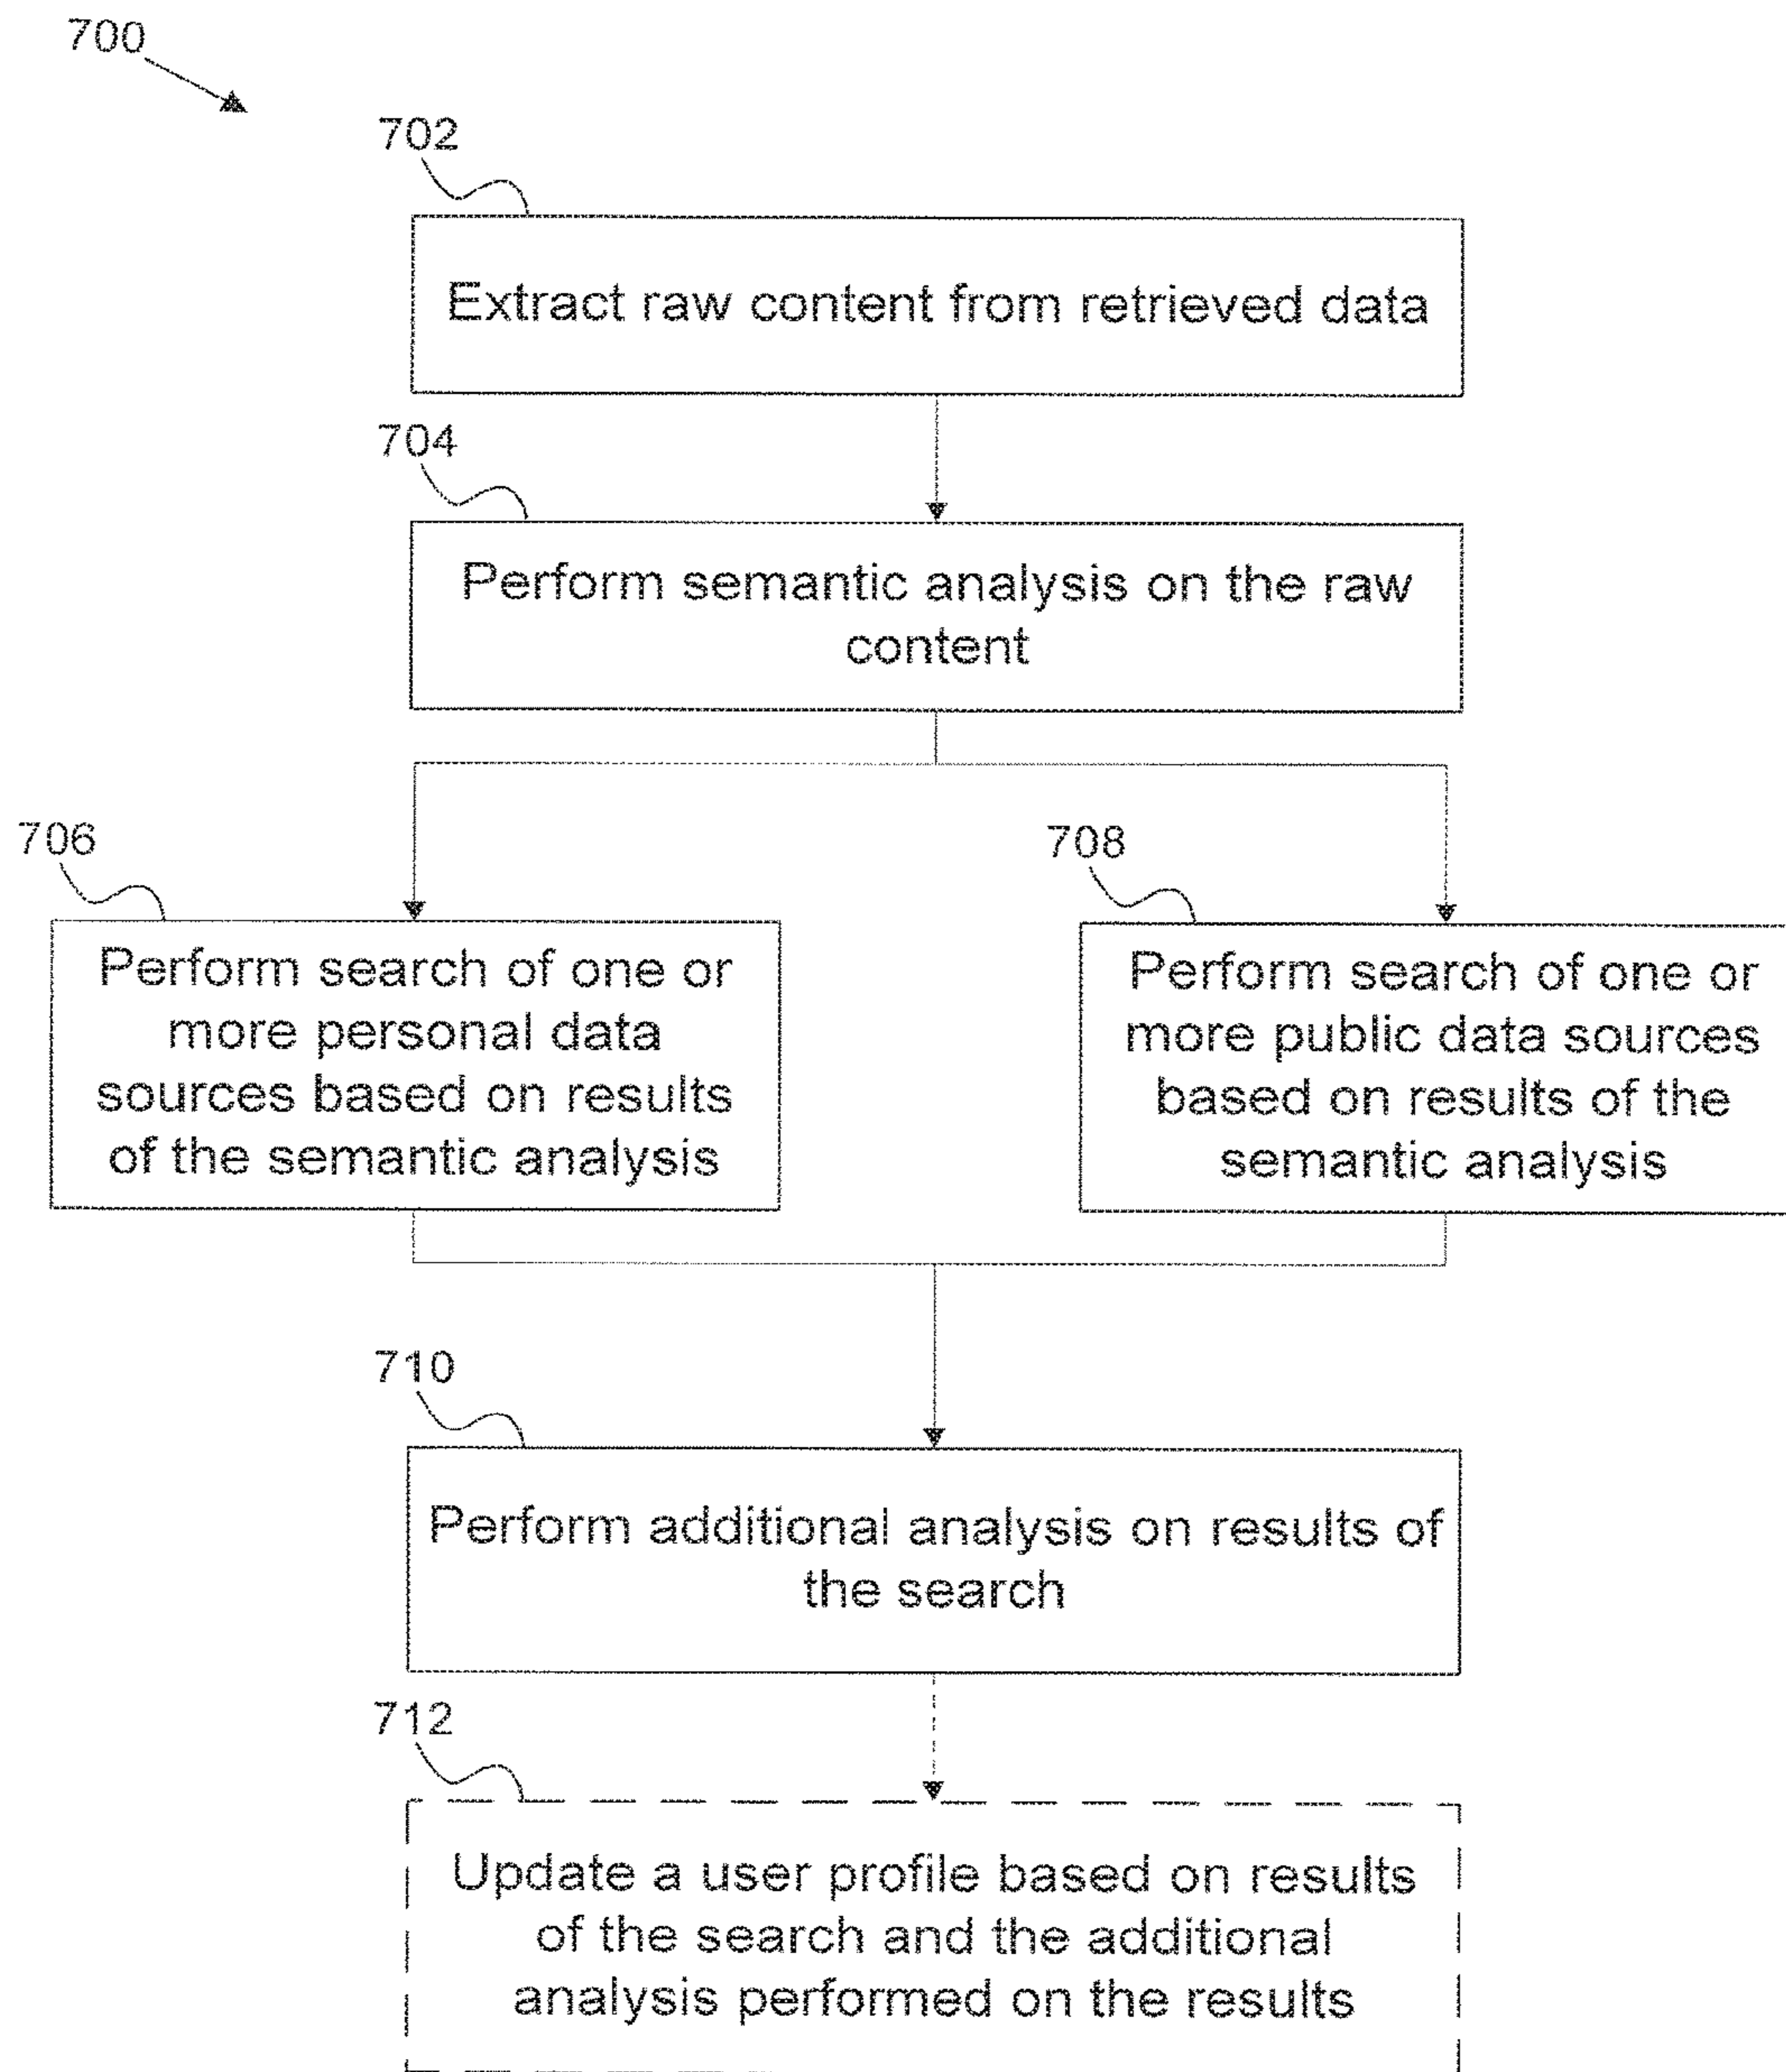 700
702
Extract raw content from retrieved data
704
Perform semantic analysis on the raw
content
706
Perform search of one or
more personal data
sources based on results
of the semantic analysis
708
Perform search of one or
more public data sources
based on results of the
semantic analysis
710
Perform additional analysis on results of
the search
712
Update a user profile based on results
of the search and the additional
analysis performed on the results